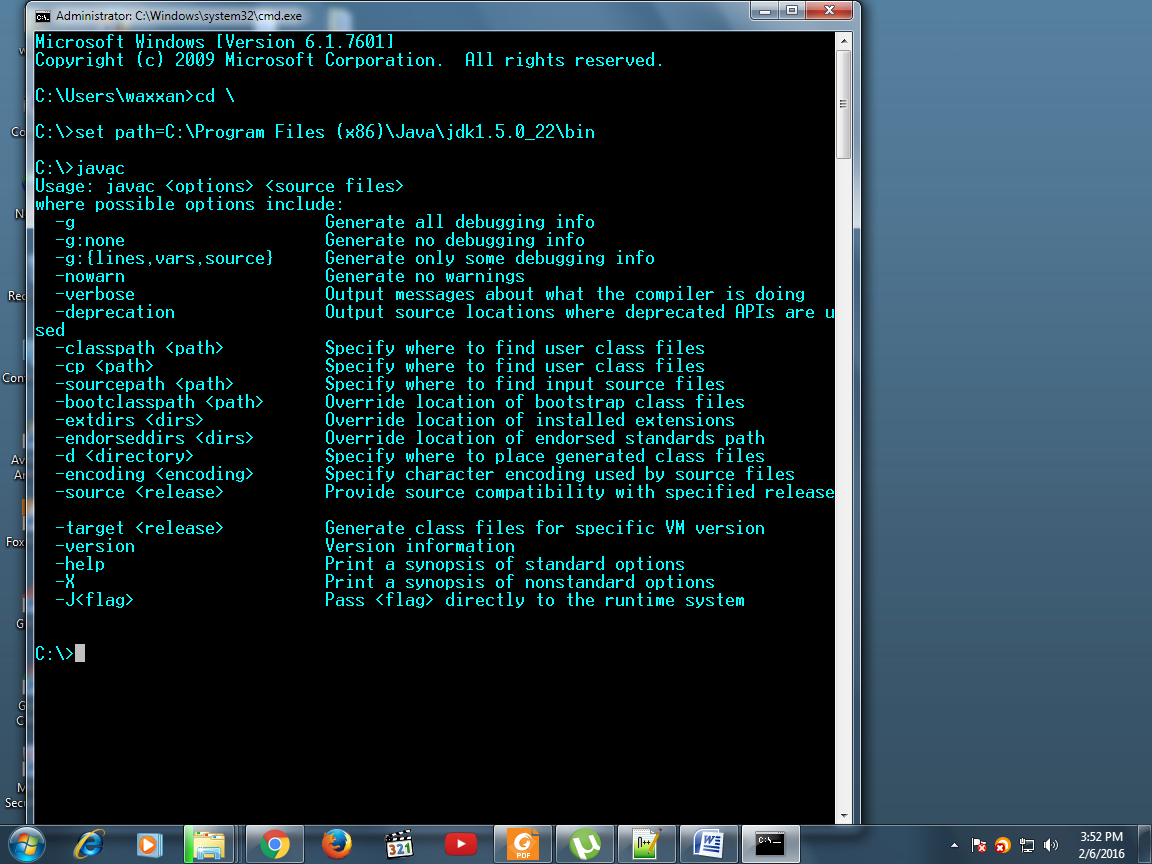 Administrator: C:\Windows\system32\cmd.exe
Microsoft Windows [Version 6.1.7601]
Copyright (c) 2009 Microsoft Corporation.  All rights reserved.
C:\Users\waxxan>cd \
C:\>set path=C:\Program Files (x86)\Java\jdk1.5.0_22\bin
C:\>javac
Usage: javac <options> <source files>
where possible options include:
  -g                         Generate all debugging info
  -g:none                    Generate no debugging info
  -g:{lines,vars,source}     Generate only some debugging info
  -nowarn                    Generate no warnings
  -verbose                   Output messages about what the compiler is doing
  -deprecation               Output source locations where deprecated APIs are u
sed
  -classpath <path>          Specify where to find user class files
  -cp <path>                 Specify where to find user class files
  -sourcepath <path>         Specify where to find input source files
  -bootclasspath <path>      Override location of bootstrap class files
  -extdirs <dirs>            Override location of installed extensions
  -endorseddirs <dirs>       Override location of endorsed standards path
  -d <directory>             Specify where to place generated class files
  -encoding <encoding>       Specify character encoding used by source files
  -source <release>          Provide source compatibility with specified release
  -target <release>          Generate class files for specific VM version
  -version                   Version information
  -help                      Print a synopsis of standard options
  -X                         Print a synopsis of nonstandard options
  -J<flag>                   Pass <flag> directly to the runtime system
C:\>
321
PDF
C:\_
3:52 PM
2/6/2016